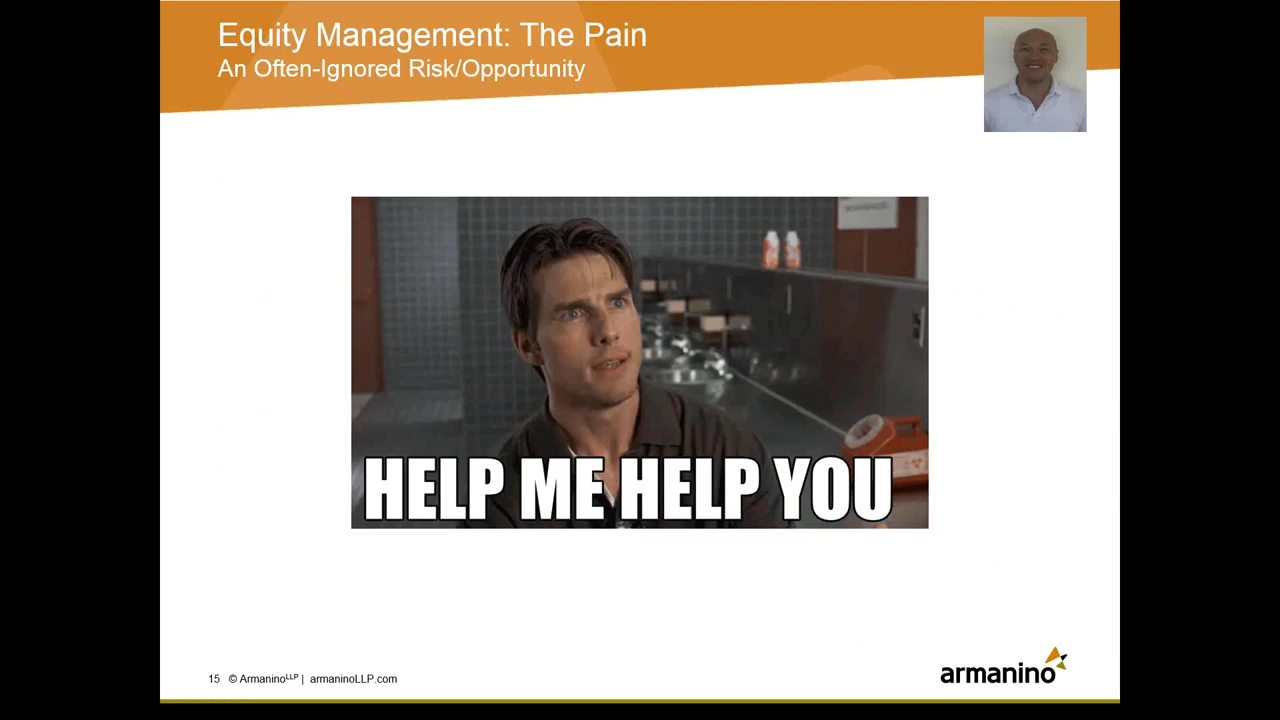 Equity Management: The Pain
An Often-Ignored Risk/Opportunity
HELP ME HELP YOU
15 © ArmaninoLLP | armaninoLLP.com
armanino